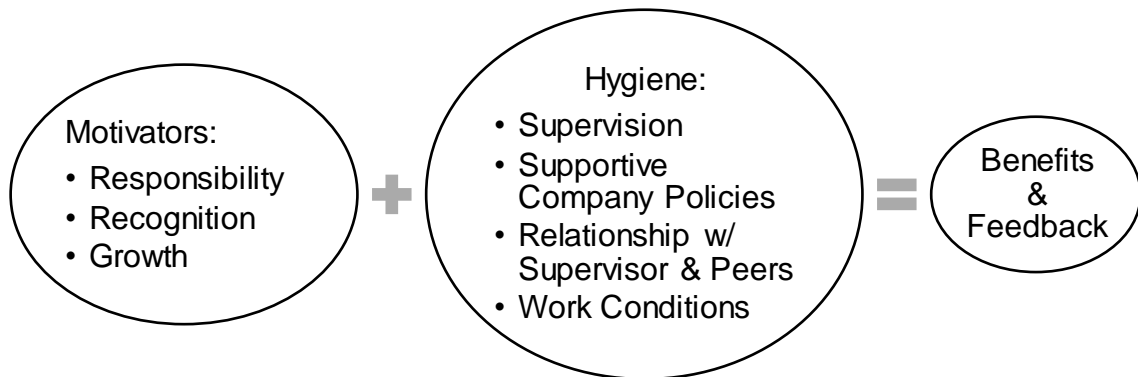 Motivators:
• Responsibility
• Recognition
• Growth
Hygiene:
• Supervision
• Supportive
Company Policies
• Relationship w/
Supervisor & Peers
• Work Conditions
Benefits
&
Feedback